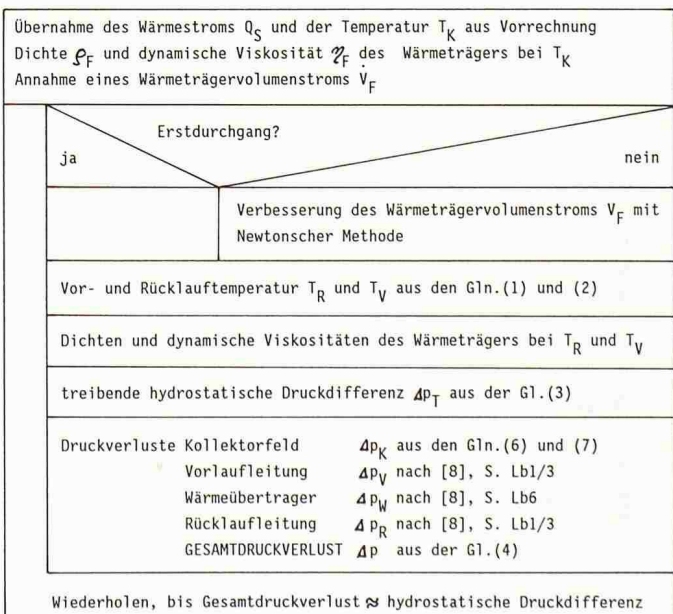 Übernahme des Wärmestroms Q_S und der Temperatur T_K aus Vorrechnung
Dichte ϱ_F und dynamische Viskosität η_F des Wärmeträgers bei T_K
Annahme eines Wärmeträgervolumenstroms V̇_F
Erstdurchgang?
ja nein
Verbesserung des Wärmeträgervolumenstroms V_F mit
Newtonscher Methode
Vor- und Rücklauftemperatur T_R und T_V aus den Gln.(1) und (2)
Dichten und dynamische Viskositäten des Wärmeträgers bei T_R und T_V
treibende hydrostatische Druckdifferenz Δp_T aus der Gl.(3)
Druckverluste Kollektorfeld Δp_K aus den Gln.(6) und (7)
Vorlaufleitung Δp_V nach [8], S. Lb1/3
Wärmeübertrager Δp_W nach [8], S. Lb6
Rücklaufleitung Δp_R nach [8], S. Lb1/3
GESAMTDRUCKVERLUST Δp aus der Gl.(4)
Wiederholen, bis Gesamtdruckverlust ≈ hydrostatische Druckdifferenz